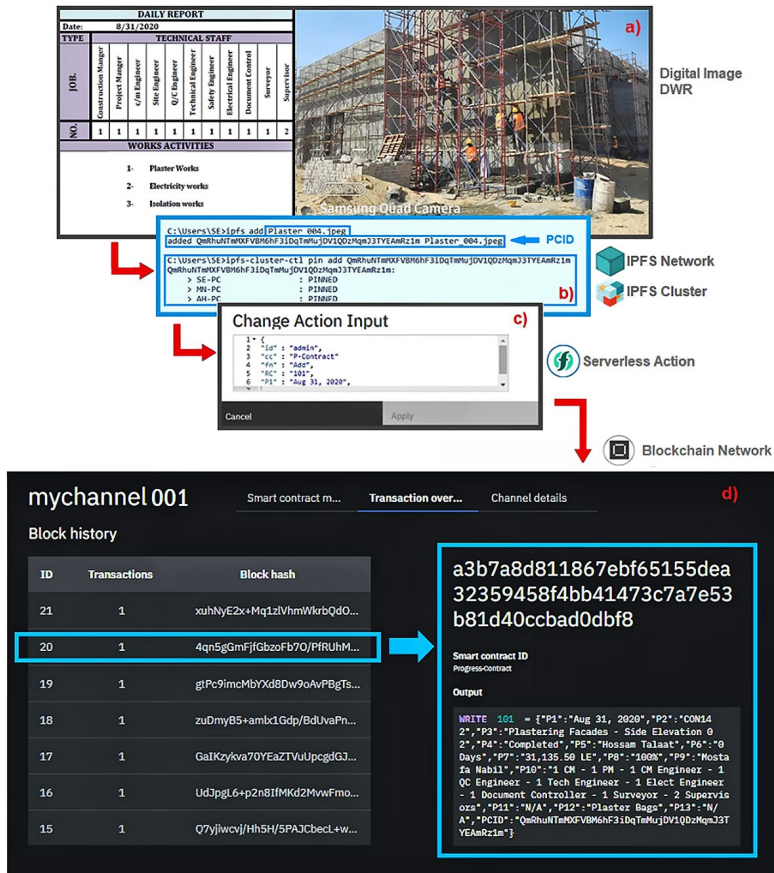 DAILY REPORT
Date: 8/31/2020
TYPE TECHNICAL STAFF
JOB.
Construction Manger
Project Manger
c/m Engineer
Site Engineer
Q/C Engineer
Technical Engineer
Safety Engineer
Electrical Engineer
Document Control
Surveyor
Supervisor
NO. 1 1 1 1 1 1 1 1 1 1 2
WORKS ACTIVITIES
1- Plaster Works
2- Electricity works
3- Isolation works
a)
Samsung Quad Camera
Digital Image
DWR
C:\Users\SE>ipfs add Plaster_004.jpeg
added QmRhuNTmMXFVBM6hF3iDqTmMujDV1QDzMqmJ3TYEAmRz1m Plaster_004.jpeg
PCID
C:\Users\SE>ipfs-cluster-ctl pin add QmRhuNTmMXFVBM6hF3iDqTmMujDV1QDzMqmJ3TYEAmRz1m
QmRhuNTmMXFVBM6hF3iDqTmMujDV1QDzMqmJ3TYEAmRz1m:
> SE-PC : PINNED
> MN-PC : PINNED
> AH-PC : PINNED
b)
IPFS Network
IPFS Cluster
Change Action Input
c)
1 {
2 "id" : "admin",
3 "cc" : "P-Contract"
4 "fn" : "Add",
5 "RC" : "101",
6 "P1" : "Aug 31, 2020",
Cancel
Apply
Serverless Action
Blockchain Network
mychannel 001
Smart contract m...
Transaction over...
Channel details
d)
Block history
ID Transactions Block hash
21 1 xuhNyE2x+Mq1zlVhmWkrbQdO...
20 1 4qn5gGmFjfGbzoFb7O/PfRUhM...
19 1 gtPc9imcMbYXd8Dw9oAvPBgTs...
18 1 zuDmyB5+amblx1Gdp/BdUvaPn...
17 1 GaIKzykva70YEaZTVuUpcgdGJ...
16 1 UdJpgL6+p2n8IfMKd2MvwFmo...
15 1 Q7yjiwcvj/Hh5H/5PAJCbecL+w...
a3b7a8d811867ebf65155dea
32359458f4bb41473c7a7e53
b81d40ccbad0dbf8
Smart contract ID
Progress-Contract
Output
WRITE 101 = {"P1":"Aug 31, 2020","P2":"CON14
2","P3":"Plastering Facades - Side Elevation 0
2","P4":"Completed","P5":"Hossam Talaat","P6":"0
Days","P7":"31,135.50 LE","P8":"100%","P9":"Mosta
fa Nabil","P10":"1 CM - 1 PM - 1 CM Engineer - 1
QC Engineer - 1 Tech Engineer - 1 Elect Engineer
- 1 Document Controller - 1 Surveyor - 2 Supervis
ors","P11":"N/A","P12":"Plaster Bags","P13":"N/
A","PCID":"QmRhuNTmMXFVBM6hF3iDqTmMujDV1QDzMqmJ3T
YEAmRz1m"}